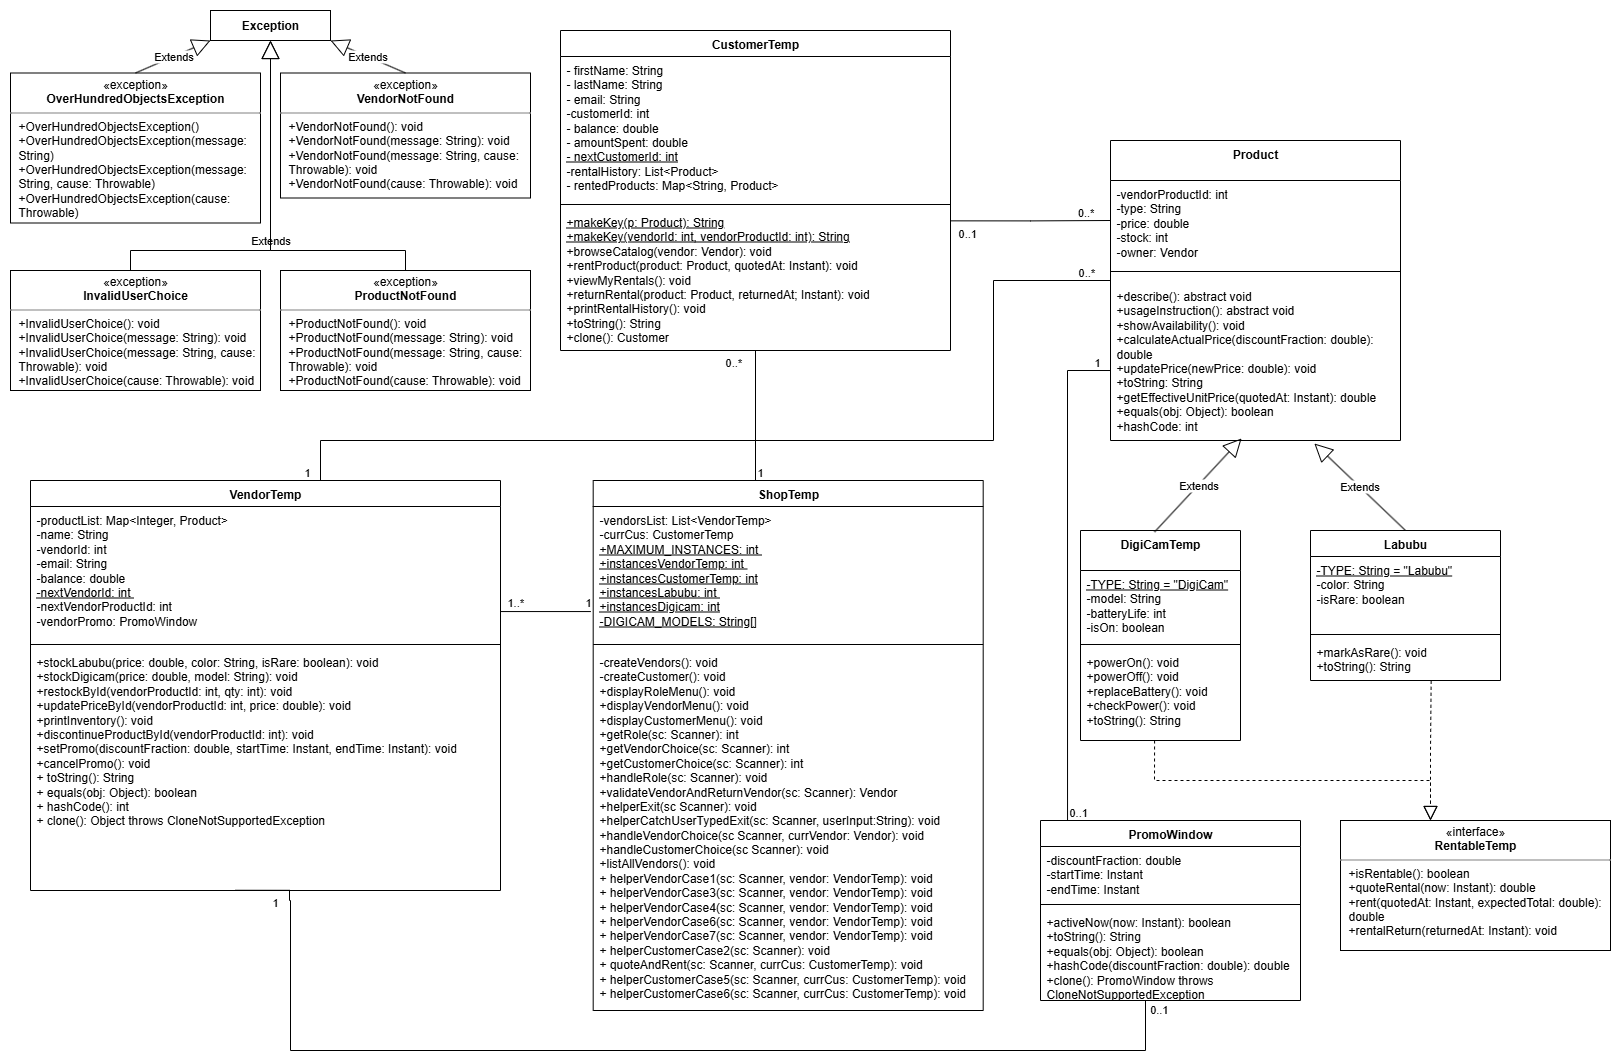 Exception
Extends
Extends
«exception»
OverHundredObjectsException
+OverHundredObjectsException()
+OverHundredObjectsException(message:
String)
+OverHundredObjectsException(message:
String, cause: Throwable)
+OverHundredObjectsException(cause:
Throwable)
«exception»
VendorNotFound
+VendorNotFound(): void
+VendorNotFound(message: String): void
+VendorNotFound(message: String, cause:
Throwable): void
+VendorNotFound(cause: Throwable): void
Extends
«exception»
InvalidUserChoice
+InvalidUserChoice(): void
+InvalidUserChoice(message: String): void
+InvalidUserChoice(message: String, cause:
Throwable): void
+InvalidUserChoice(cause: Throwable): void
«exception»
ProductNotFound
+ProductNotFound(): void
+ProductNotFound(message: String): void
+ProductNotFound(message: String, cause:
Throwable): void
+ProductNotFound(cause: Throwable): void
CustomerTemp
- firstName: String
- lastName: String
- email: String
-customerId: int
- balance: double
- amountSpent: double
- nextCustomerId: int
-rentalHistory: List<Product>
- rentedProducts: Map<String, Product>
+makeKey(p: Product): String
+makeKey(vendorId: int, vendorProductId: int): String
+browseCatalog(vendor: Vendor): void
+rentProduct(product: Product, quotedAt: Instant): void
+viewMyRentals(): void
+returnRental(product: Product, returnedAt; Instant): void
+printRentalHistory(): void
+toString(): String
+clone(): Customer
0..*
0..1
0..*
0..*
1
Product
-vendorProductId: int
-type: String
-price: double
-stock: int
-owner: Vendor
+describe(): abstract void
+usageInstruction(): abstract void
+showAvailability(): void
+calculateActualPrice(discountFraction: double):
double
+updatePrice(newPrice: double): void
+toString: String
+getEffectiveUnitPrice(quotedAt: Instant): double
+equals(obj: Object): boolean
+hashCode: int
1
1
VendorTemp
-productList: Map<Integer, Product>
-name: String
-vendorId: int
-email: String
-balance: double
-nextVendorId: int
-nextVendorProductId: int
-vendorPromo: PromoWindow
+stockLabubu(price: double, color: String, isRare: boolean): void
+stockDigicam(price: double, model: String): void
+restockById(vendorProductId: int, qty: int): void
+updatePriceById(vendorProductId: int, price: double): void
+printInventory(): void
+discontinueProductById(vendorProductId: int): void
+setPromo(discountFraction: double, startTime: Instant, endTime: Instant): void
+cancelPromo(): void
+ toString(): String
+ equals(obj: Object): boolean
+ hashCode(): int
+ clone(): Object throws CloneNotSupportedException
1
1..*
1
ShopTemp
-vendorsList: List<VendorTemp>
-currCus: CustomerTemp
+MAXIMUM_INSTANCES: int
+instancesVendorTemp: int
+instancesCustomerTemp: int
+instancesLabubu: int
+instancesDigicam: int
-DIGICAM_MODELS: String[]
-createVendors(): void
-createCustomer(): void
+displayRoleMenu(): void
+displayVendorMenu(): void
+displayCustomerMenu(): void
+getRole(sc: Scanner): int
+getVendorChoice(sc: Scanner): int
+getCustomerChoice(sc: Scanner): int
+handleRole(sc: Scanner): void
+validateVendorAndReturnVendor(sc: Scanner): Vendor
+helperExit(sc Scanner): void
+helperCatchUserTypedExit(sc: Scanner, userInput:String): void
+handleVendorChoice(sc Scanner, currVendor: Vendor): void
+handleCustomerChoice(sc Scanner): void
+listAllVendors(): void
+ helperVendorCase1(sc: Scanner, vendor: VendorTemp): void
+ helperVendorCase3(sc: Scanner, vendor: VendorTemp): void
+ helperVendorCase4(sc: Scanner, vendor: VendorTemp): void
+ helperVendorCase6(sc: Scanner, vendor: VendorTemp): void
+ helperVendorCase7(sc: Scanner, vendor: VendorTemp): void
+ helperCustomerCase2(sc: Scanner): void
+ quoteAndRent(sc: Scanner, currCus: CustomerTemp): void
+ helperCustomerCase5(sc: Scanner, currCus: CustomerTemp): void
+ helperCustomerCase6(sc: Scanner, currCus: CustomerTemp): void
Extends
Extends
DigiCamTemp
-TYPE: String = "DigiCam"
-model: String
-batteryLife: int
-isOn: boolean
+powerOn(): void
+powerOff(): void
+replaceBattery(): void
+checkPower(): void
+toString(): String
Labubu
-TYPE: String = "Labubu"
-color: String
-isRare: boolean
+markAsRare(): void
+toString(): String
0..1
PromoWindow
-discountFraction: double
-startTime: Instant
-endTime: Instant
+activeNow(now: Instant): boolean
+toString(): String
+equals(obj: Object): boolean
+hashCode(discountFraction: double): double
+clone(): PromoWindow throws
CloneNotSupportedException
0..1
«interface»
RentableTemp
+isRentable(): boolean
+quoteRental(now: Instant): double
+rent(quotedAt: Instant, expectedTotal: double):
double
+rentalReturn(returnedAt: Instant): void